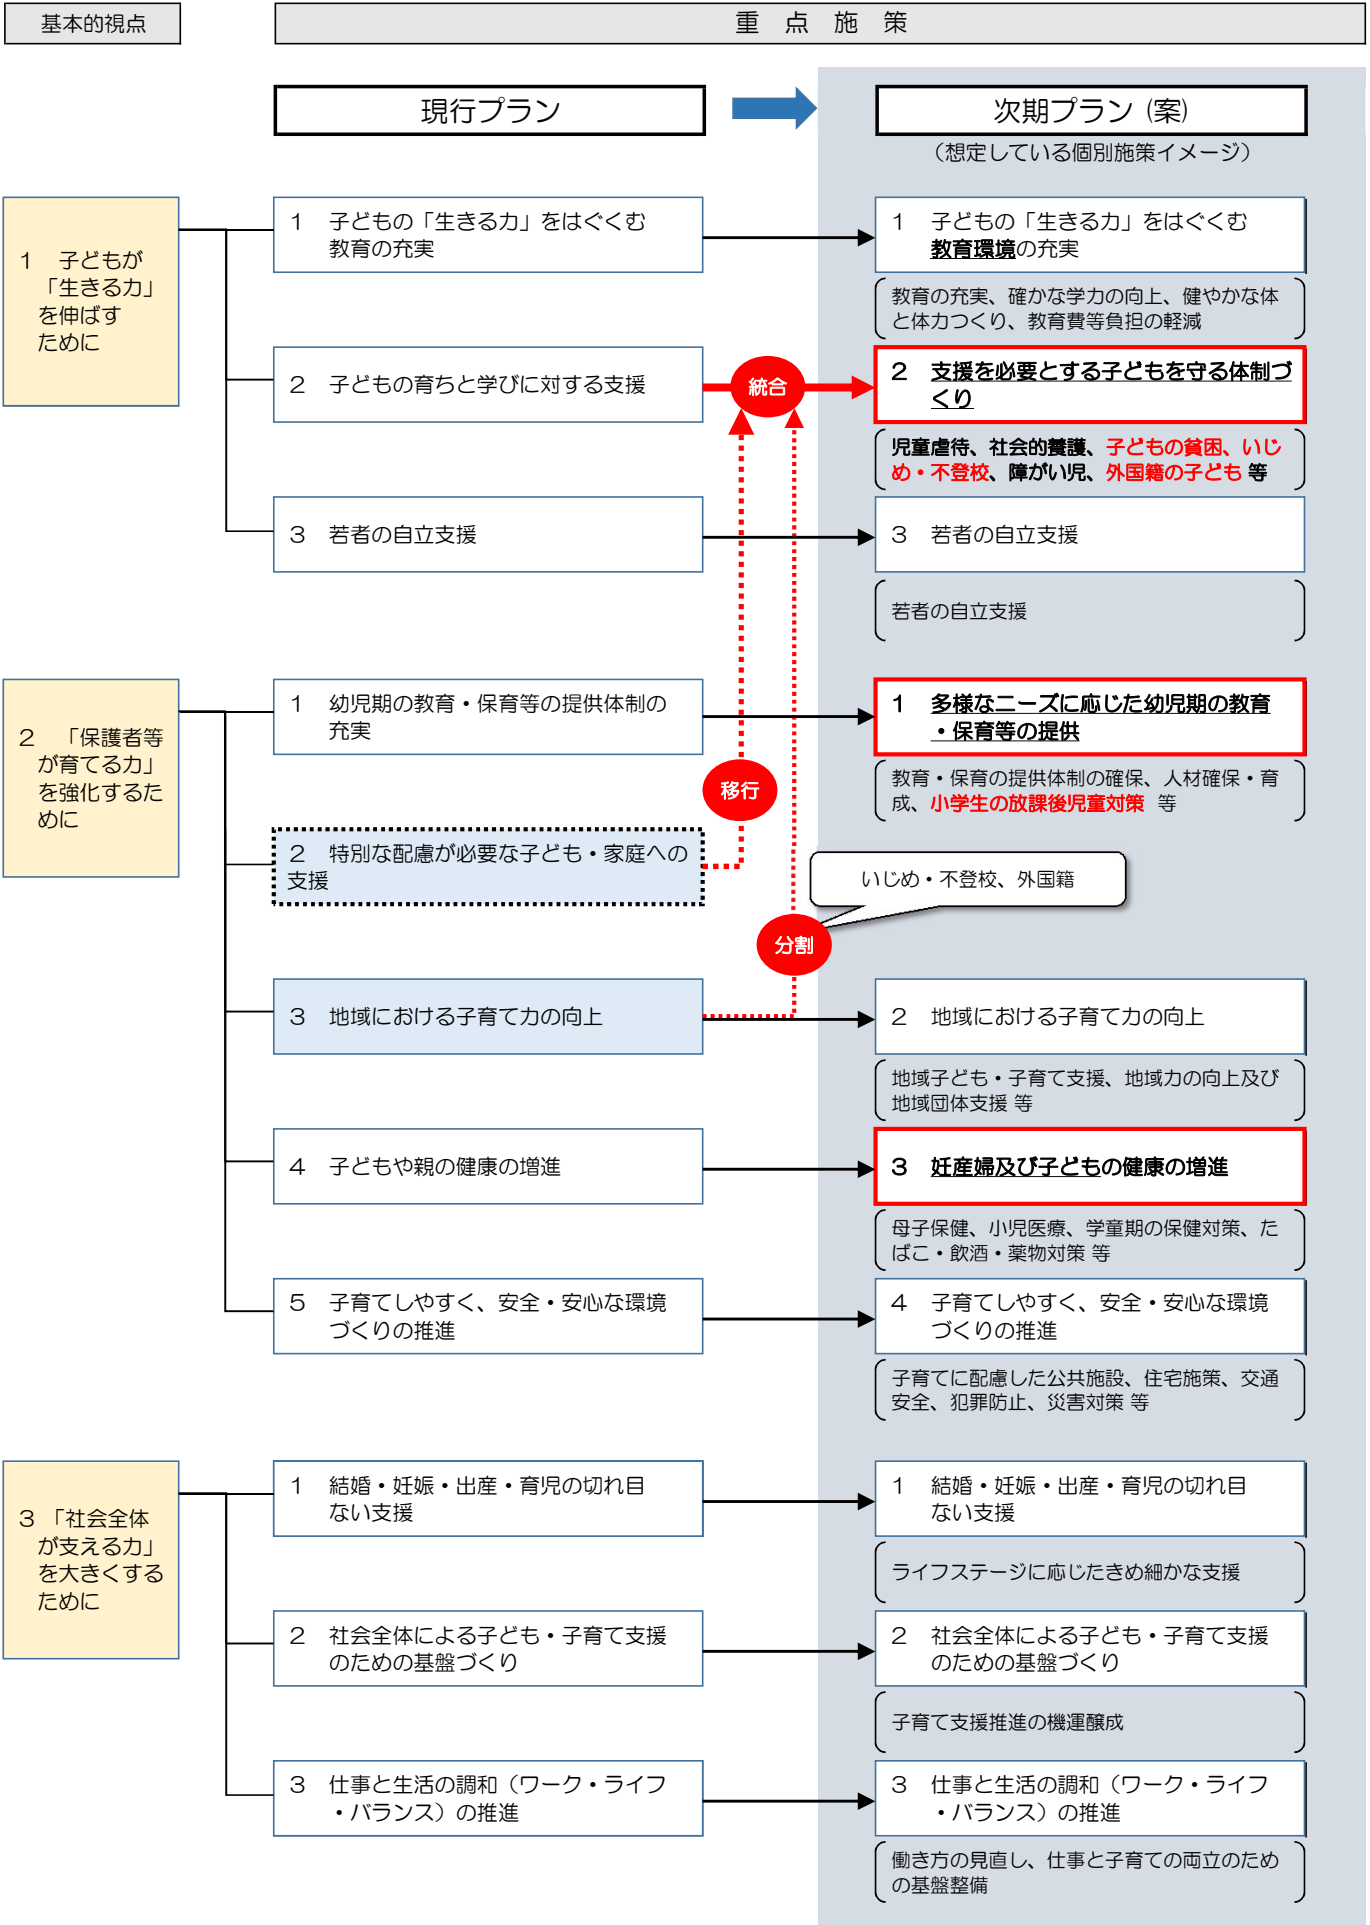 基本的視点
重 点 施 策
現行プラン
次期プラン (案)
（想定している個別施策イメージ）
1 子どもが
「生きる力」
を伸ばす
ために
1 子どもの「生きる力」をはぐくむ
教育の充実
1 子どもの「生きる力」をはぐくむ
教育環境の充実
教育の充実、確かな学力の向上、健やかな体
と体力つくり、教育費等負担の軽減
2 子どもの育ちと学びに対する支援
統合
2 支援を必要とする子どもを守る体制づ
くり
児童虐待、社会的養護、子どもの貧困、いじ
め・不登校、障がい児、外国籍の子ども 等
3 若者の自立支援
3 若者の自立支援
若者の自立支援
2 「保護者等
が育てる力」
を強化するた
めに
1 幼児期の教育・保育等の提供体制の
充実
1 多様なニーズに応じた幼児期の教育
・保育等の提供
教育・保育の提供体制の確保、人材確保・育
成、小学生の放課後児童対策 等
移行
2 特別な配慮が必要な子ども・家庭への
支援
いじめ・不登校、外国籍
分割
3 地域における子育て力の向上
2 地域における子育て力の向上
地域子ども・子育て支援、地域力の向上及び
地域団体支援 等
4 子どもや親の健康の増進
3 妊産婦及び子どもの健康の増進
母子保健、小児医療、学童期の保健対策、た
ばこ・飲酒・薬物対策 等
5 子育てしやすく、安全・安心な環境
づくりの推進
4 子育てしやすく、安全・安心な環境
づくりの推進
子育てに配慮した公共施設、住宅施策、交通
安全、犯罪防止、災害対策 等
3 「社会全体
が支える力」
を大きくする
ために
1 結婚・妊娠・出産・育児の切れ目
ない支援
1 結婚・妊娠・出産・育児の切れ目
ない支援
ライフステージに応じたきめ細かな支援
2 社会全体による子ども・子育て支援
のための基盤づくり
2 社会全体による子ども・子育て支援
のための基盤づくり
子育て支援推進の機運醸成
3 仕事と生活の調和（ワーク・ライフ
・バランス）の推進
3 仕事と生活の調和（ワーク・ライフ
・バランス）の推進
働き方の見直し、仕事と子育ての両立のため
の基盤整備